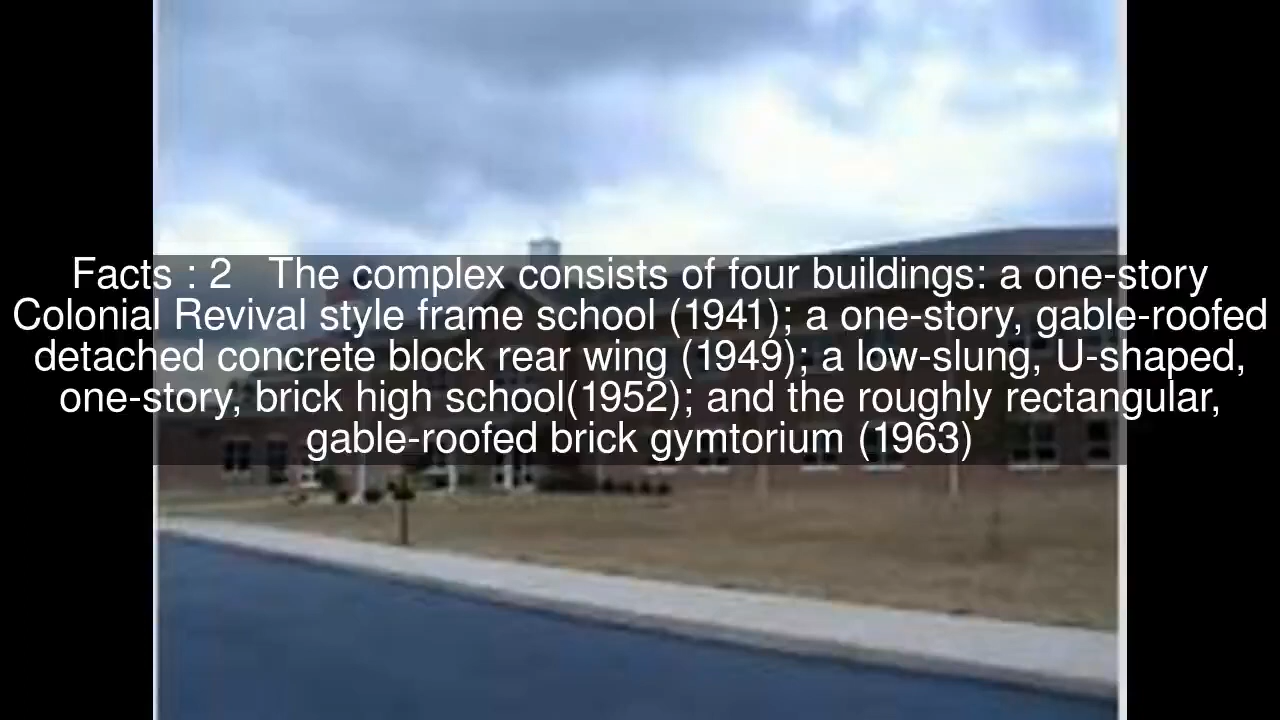 Facts : 2   The complex consists of four buildings: a one-story
Colonial Revival style frame school (1941); a one-story, gable-roofed
detached concrete block rear wing (1949); a low-slung, U-shaped,
one-story, brick high school(1952); and the roughly rectangular,
gable-roofed brick gymtorium (1963)